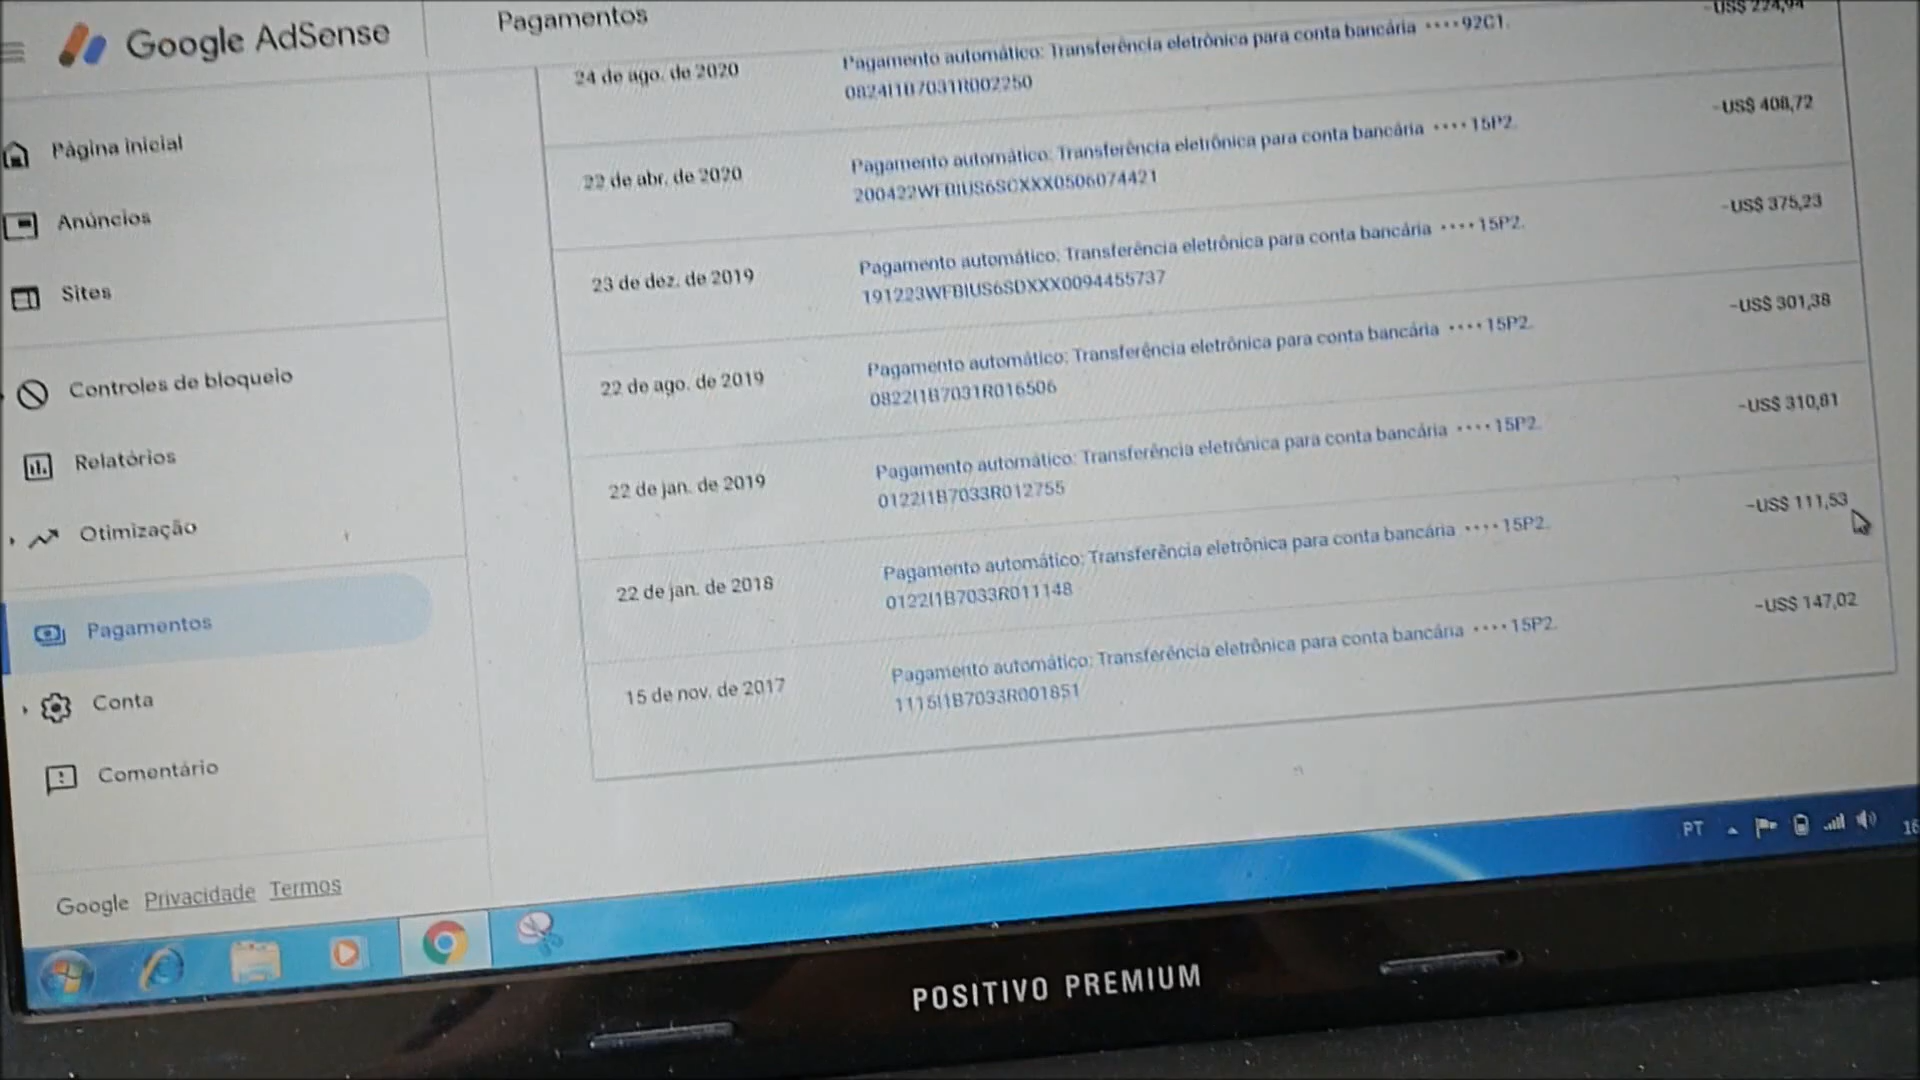 Google AdSense
Pagamentos
-US$ 224,94
24 de ago. de 2020
Pagamento automático: Transferência eletrônica para conta bancária ····92C1.
0824I1B7031R002250
-US$ 408,72
22 de abr. de 2020
Pagamento automático: Transferência eletrônica para conta bancária ····15P2.
200422WFBIUS6SCXXX0506074421
-US$ 375,23
23 de dez. de 2019
Pagamento automático: Transferência eletrônica para conta bancária ····15P2.
191223WFBIUS6SDXXX0094455737
-US$ 301,38
22 de ago. de 2019
Pagamento automático: Transferência eletrônica para conta bancária ····15P2.
0822I1B7031R016506
-US$ 310,81
22 de jan. de 2019
Pagamento automático: Transferência eletrônica para conta bancária ····15P2.
0122I1B7033R012755
-US$ 111,53
22 de jan. de 2018
Pagamento automático: Transferência eletrônica para conta bancária ····15P2.
0122I1B7033R011148
-US$ 147,02
15 de nov. de 2017
Pagamento automático: Transferência eletrônica para conta bancária ····15P2.
1115I1B7033R001851
Página inicial
Anúncios
Sites
Controles de bloqueio
Relatórios
Otimização
Pagamentos
Conta
Comentário
Google Privacidade Termos
PT
POSITIVO PREMIUM